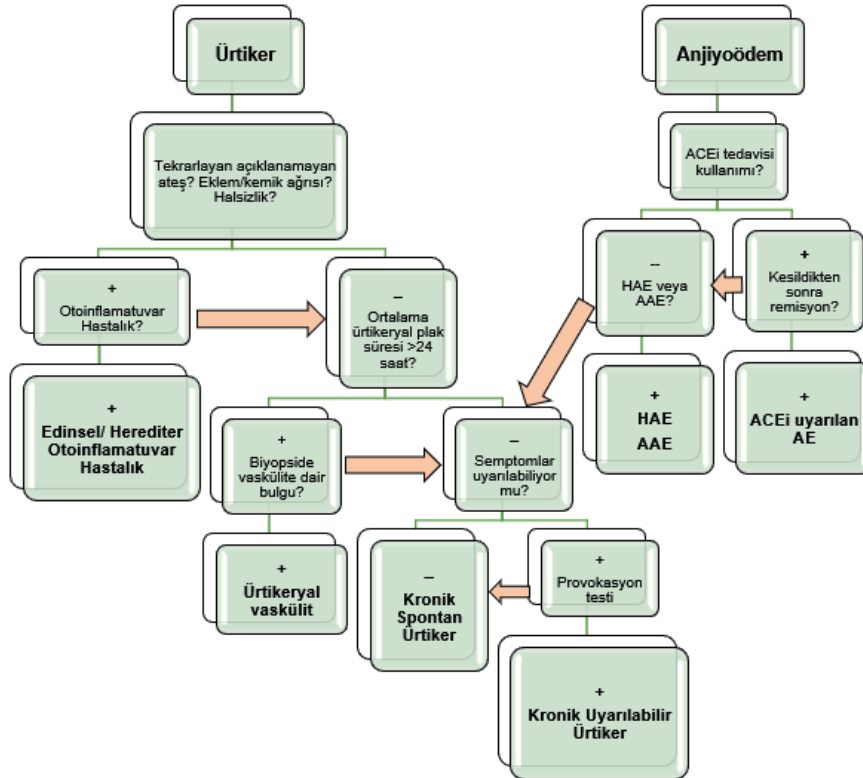 Ürtiker
Anjiyoödem
Tekrarlayan açıklanamayan
ateş? Eklem/kemik ağrısı?
Halsizlik?
ACEi tedavisi
kullanımı?
+
Otoinflamatuvar
Hastalık?
–
Ortalama
ürtikeryal plak
süresi >24
saat?
–
HAE veya
AAE?
+
Kesildikten
sonra
remisyon?
+
Edinsel/ Herediter
Otoinflamatuvar
Hastalık
+
Biyopside
vaskülite dair
bulgu?
–
Semptomlar
uyarılabiliyor
mu?
+
HAE
AAE
+
ACEi uyarılan
AE
+
Ürtikeryal
vaskülit
–
Kronik
Spontan
Ürtiker
+
Provokasyon
testi
+
Kronik Uyarılabilir
Ürtiker